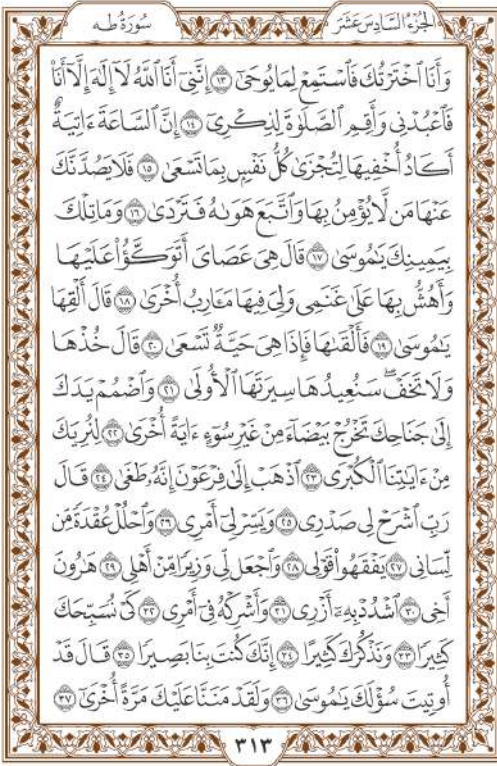 الجُزْءُ السَّادِسَ عَشَرَ
سُورَةُ طه
وَأَنَا ٱخْتَرْتُكَ فَٱسْتَمِعْ لِمَا يُوحَىٰٓ ١٣ إِنَّنِىٓ أَنَا ٱللَّهُ لَآ إِلَٰهَ إِلَّآ أَنَا۠
فَٱعْبُدْنِى وَأَقِمِ ٱلصَّلَوٰةَ لِذِكْرِىٓ ١٤ إِنَّ ٱلسَّاعَةَ ءَاتِيَةٌ
أَكَادُ أُخْفِيهَا لِتُجْزَىٰ كُلُّ نَفْسٍۭ بِمَا تَسْعَىٰ ١٥ فَلَا يَصُدَّنَّكَ
عَنْهَا مَن لَّا يُؤْمِنُ بِهَا وَٱتَّبَعَ هَوَىٰهُ فَتَرْدَىٰ ١٦ وَمَا تِلْكَ
بِيَمِينِكَ يَٰمُوسَىٰ ١٧ قَالَ هِىَ عَصَاىَ أَتَوَكَّؤُا۟ عَلَيْهَا
وَأَهُشُّ بِهَا عَلَىٰ غَنَمِى وَلِىَ فِيهَا مَـَٔارِبُ أُخْرَىٰ ١٨ قَالَ أَلْقِهَا
يَٰمُوسَىٰ ١٩ فَأَلْقَىٰهَا فَإِذَا هِىَ حَيَّةٌ تَسْعَىٰ ٢٠ قَالَ خُذْهَا
وَلَا تَخَفْ ۖ سَنُعِيدُهَا سِيرَتَهَا ٱلْأُولَىٰ ٢١ وَٱضْمُمْ يَدَكَ
إِلَىٰ جَنَاحِكَ تَخْرُجْ بَيْضَآءَ مِنْ غَيْرِ سُوٓءٍ ءَايَةً أُخْرَىٰ ٢٢ لِنُرِيَكَ
مِنْ ءَايَٰتِنَا ٱلْكُبْرَى ٢٣ ٱذْهَبْ إِلَىٰ فِرْعَوْنَ إِنَّهُۥ طَغَىٰ ٢٤ قَالَ
رَبِّ ٱشْرَحْ لِى صَدْرِى ٢٥ وَيَسِّرْ لِىٓ أَمْرِى ٢٦ وَٱحْلُلْ عُقْدَةً مِّن
لِّسَانِى ٢٧ يَفْقَهُوا۟ قَوْلِى ٢٨ وَٱجْعَل لِّى وَزِيرًا مِّنْ أَهْلِى ٢٩ هَٰرُونَ
أَخِى ٣٠ ٱشْدُدْ بِهِۦٓ أَزْرِى ٣١ وَأَشْرِكْهُ فِىٓ أَمْرِى ٣٢ كَىْ نُسَبِّحَكَ
كَثِيرًا ٣٣ وَنَذْكُرَكَ كَثِيرًا ٣٤ إِنَّكَ كُنتَ بِنَا بَصِيرًا ٣٥ قَالَ قَدْ
أُوتِيتَ سُؤْلَكَ يَٰمُوسَىٰ ٣٦ وَلَقَدْ مَنَنَّا عَلَيْكَ مَرَّةً أُخْرَىٰٓ ٣٧
٣١٣